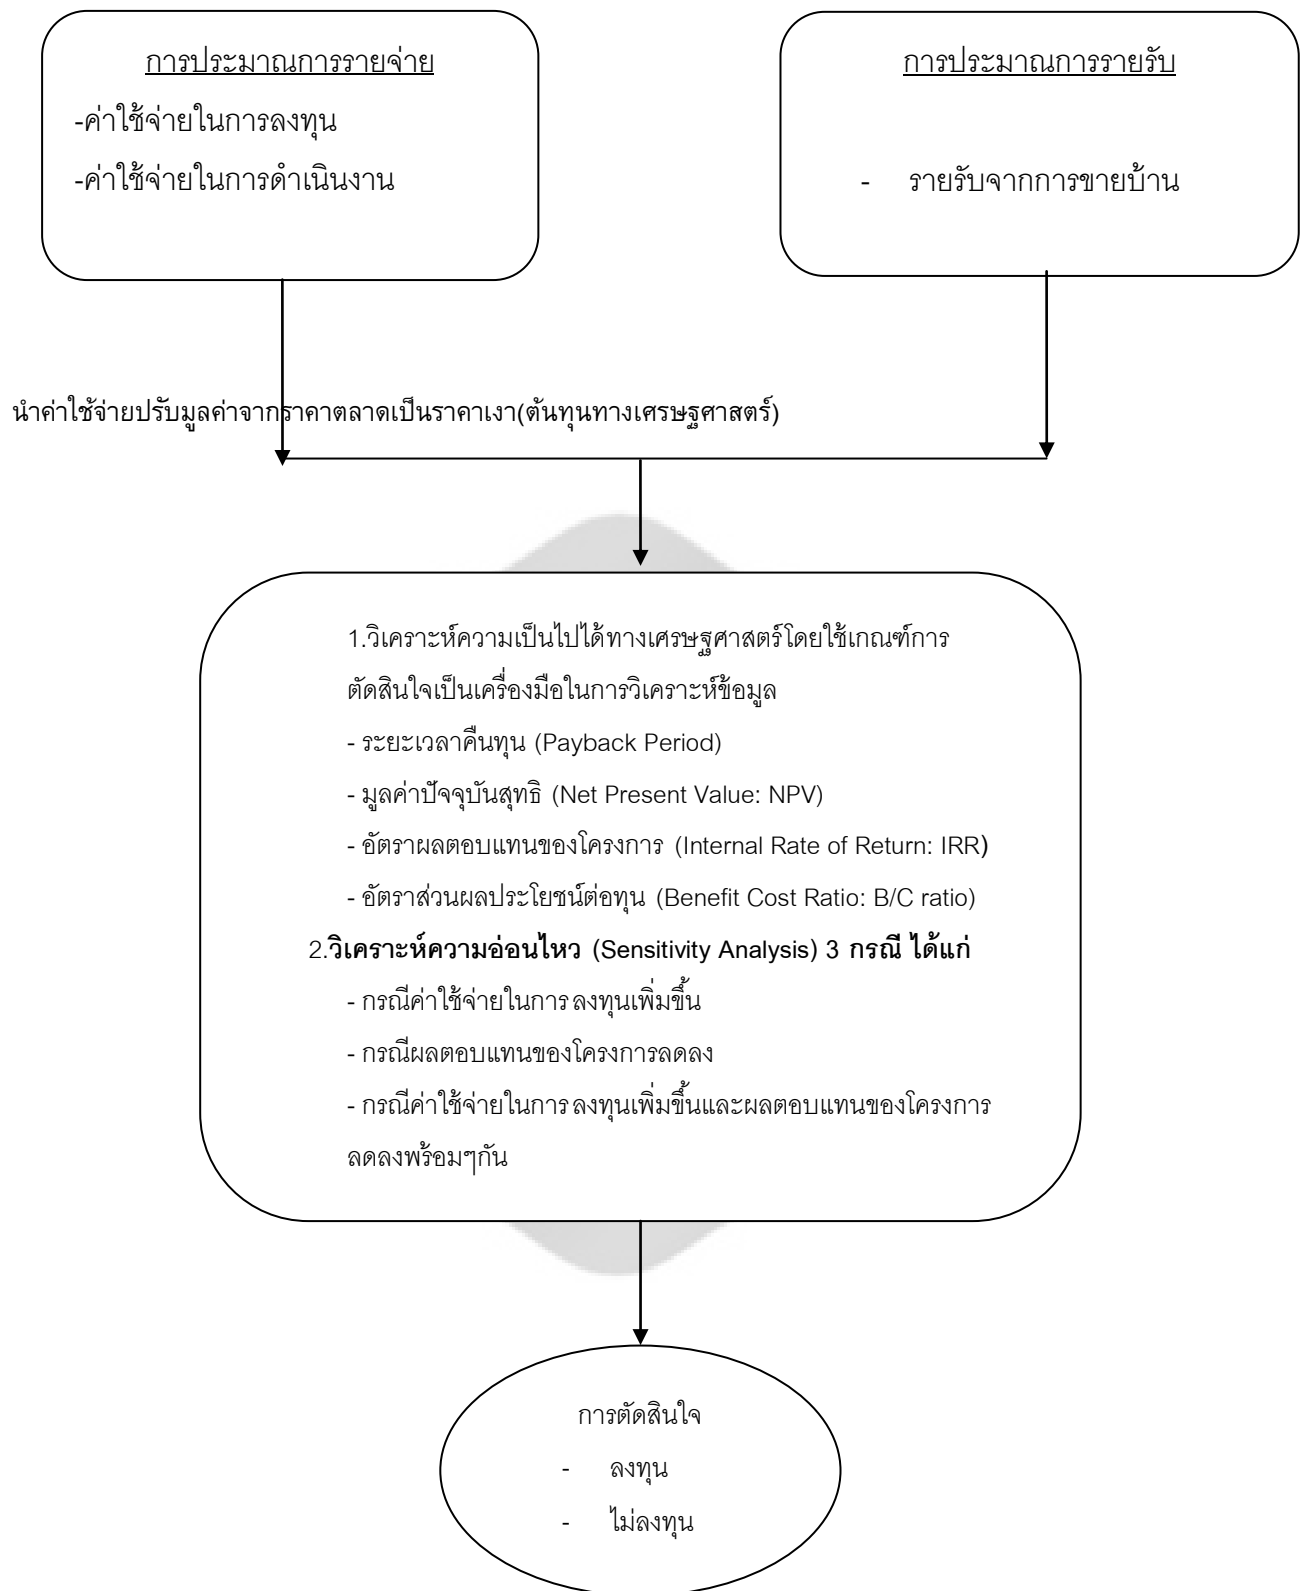 การประมาณการรายจ่าย
-ค่าใช้จ่ายในการลงทุน
-ค่าใช้จ่ายในการดำเนินงาน
การประมาณการรายรับ
- รายรับจากการขายบ้าน
นำค่าใช้จ่ายปรับมูลค่าจากราคาตลาดเป็นราคาเงา(ต้นทุนทางเศรษฐศาสตร์)
1.วิเคราะห์ความเป็นไปได้ทางเศรษฐศาสตร์โดยใช้เกณฑ์การ
ตัดสินใจเป็นเครื่องมือในการวิเคราะห์ข้อมูล
- ระยะเวลาคืนทุน (Payback Period)
- มูลค่าปัจจุบันสุทธิ (Net Present Value: NPV)
- อัตราผลตอบแทนของโครงการ (Internal Rate of Return: IRR)
- อัตราส่วนผลประโยชน์ต่อทุน (Benefit Cost Ratio: B/C ratio)
2.วิเคราะห์ความอ่อนไหว (Sensitivity Analysis) 3 กรณี ได้แก่
- กรณีค่าใช้จ่ายในการลงทุนเพิ่มขึ้น
- กรณีผลตอบแทนของโครงการลดลง
- กรณีค่าใช้จ่ายในการลงทุนเพิ่มขึ้นและผลตอบแทนของโครงการ
ลดลงพร้อมๆกัน
การตัดสินใจ
- ลงทุน
- ไม่ลงทุน